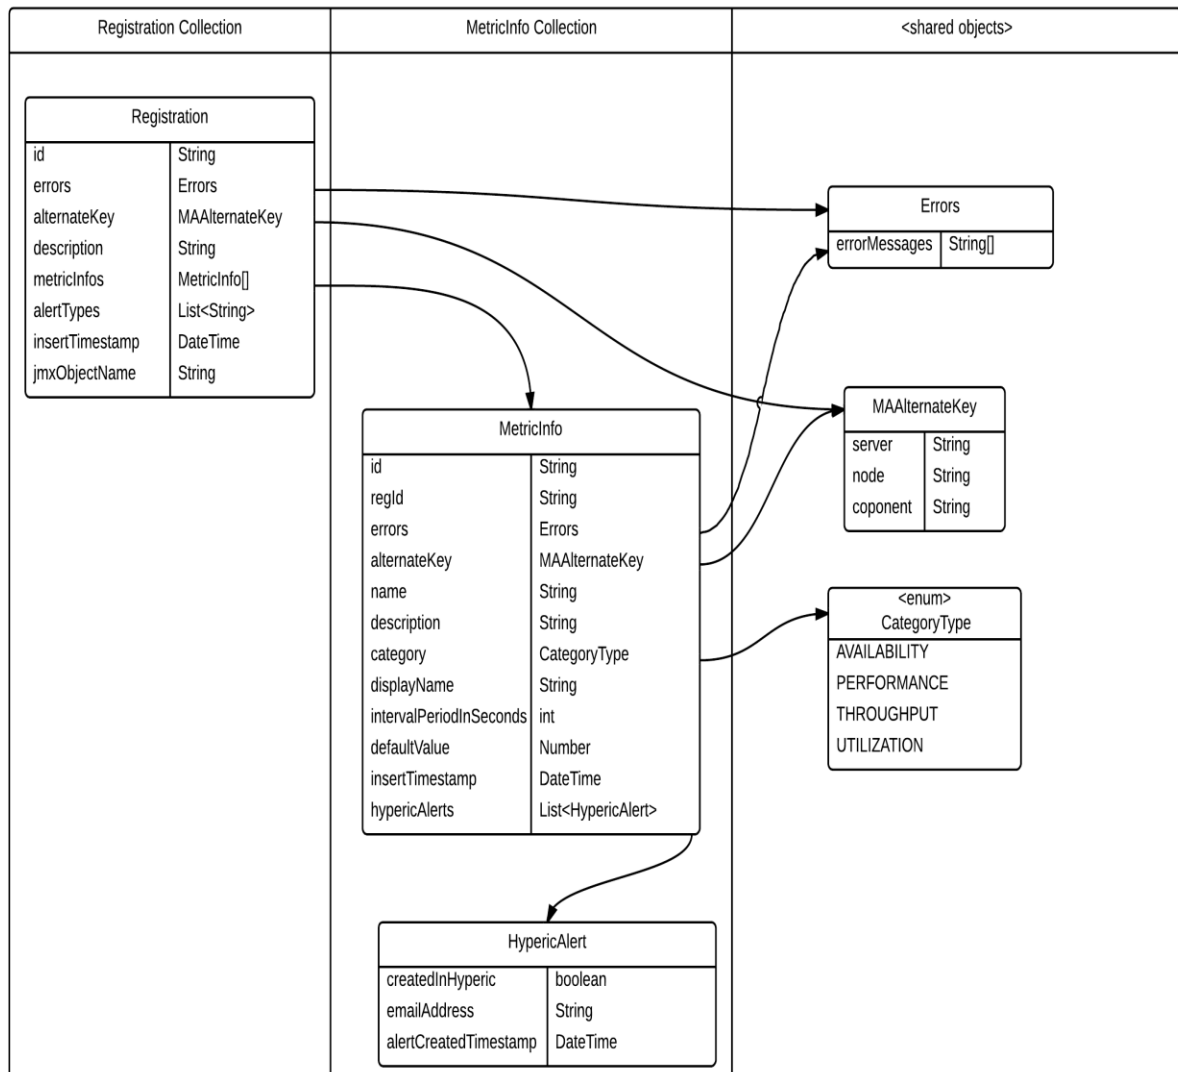 Registration Collection
MetricInfo Collection
<shared objects>
Registration
id String
errors Errors
alternateKey MAAlternateKey
description String
metricInfos MetricInfo[]
alertTypes List<String>
insertTimestamp DateTime
jmxObjectName String
Errors
errorMessages String[]
MAAlternateKey
server String
node String
coponent String
MetricInfo
id String
regId String
errors Errors
alternateKey MAAlternateKey
name String
description String
category CategoryType
displayName String
intervalPeriodInSeconds int
defaultValue Number
insertTimestamp DateTime
hypericAlerts List<HypericAlert>
<enum>
CategoryType
AVAILABILITY
PERFORMANCE
THROUGHPUT
UTILIZATION
HypericAlert
createdInHyperic boolean
emailAddress String
alertCreatedTimestamp DateTime